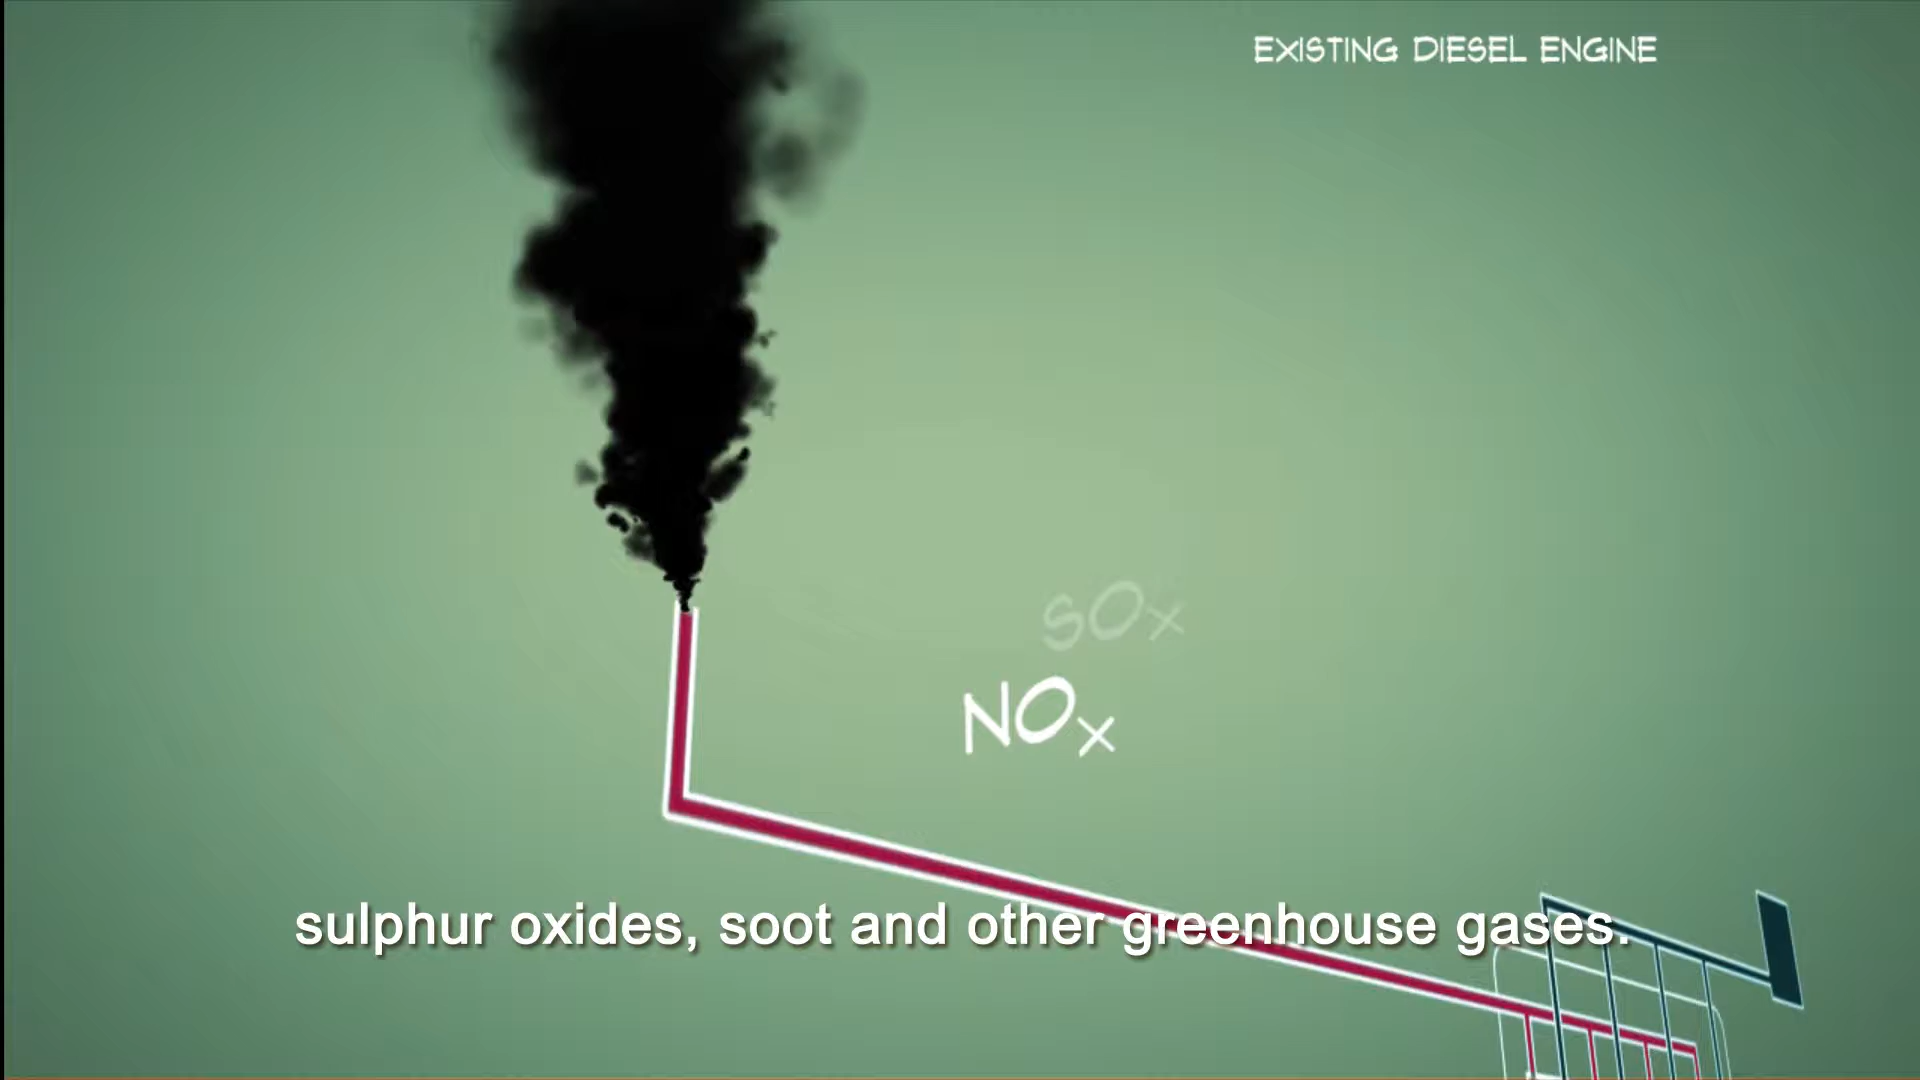 EXISTING DIESEL ENGINE
SOx
NOx
sulphur oxides, soot and other greenhouse gases.